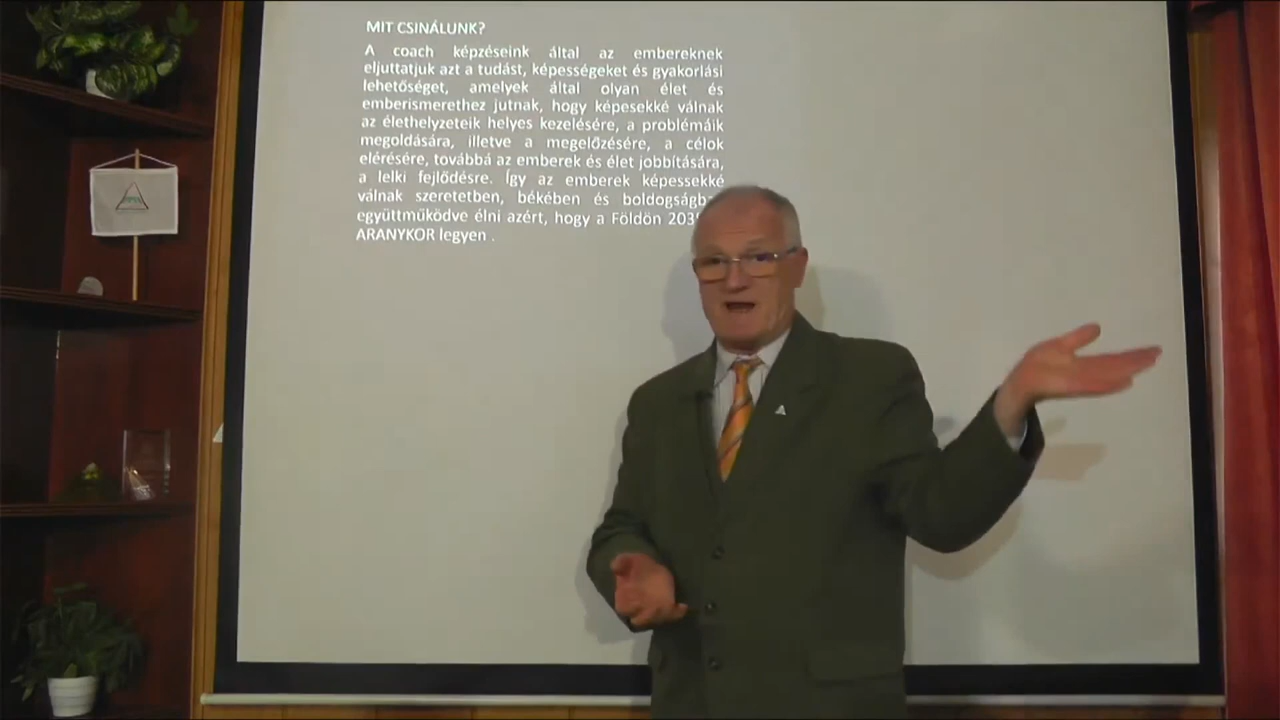 MIT CSINÁLUNK?
A coach képzéseink által az embereknek
eljuttatjuk azt a tudást, képességeket és gyakorlási
lehetőséget, amelyek által olyan élet és
emberismerethez jutnak, hogy képesekké válnak
az élethelyzeteik helyes kezelésére, a problémáik
megoldására, illetve a megelőzésére, a célok
elérésére, továbbá az emberek és élet jobbítására,
a lelki fejlődésre. Így az emberek képessekké
válnak szeretetben, békében és
együttműködve élni azért, hogy a Földön
ARANYKOR legyen .